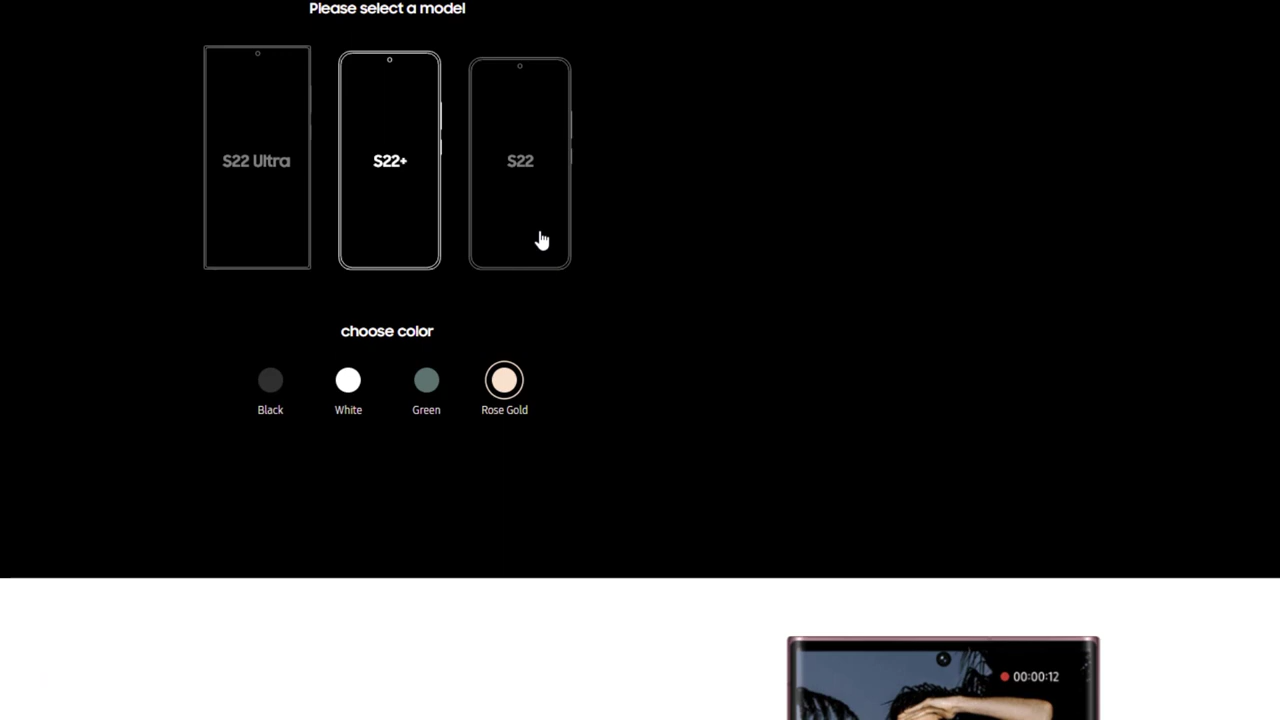 Please select a model
S22 Ultra
S22+
S22
choose color
Black
White
Green
Rose Gold
00:00:12